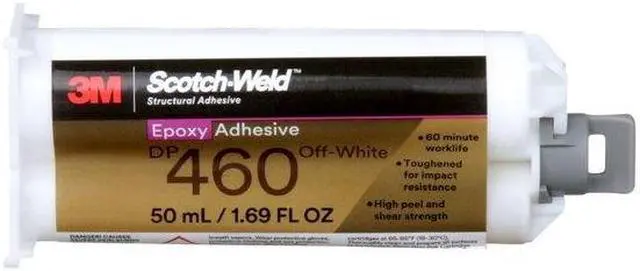 3M
Scotch-Weld™
Structural Adhesive
Epoxy Adhesive
DP 460 Off-White
50 mL / 1.69 FL OZ
• 60 minute
worklife
• Toughened
for impact
resistance
• High peel and
shear strength